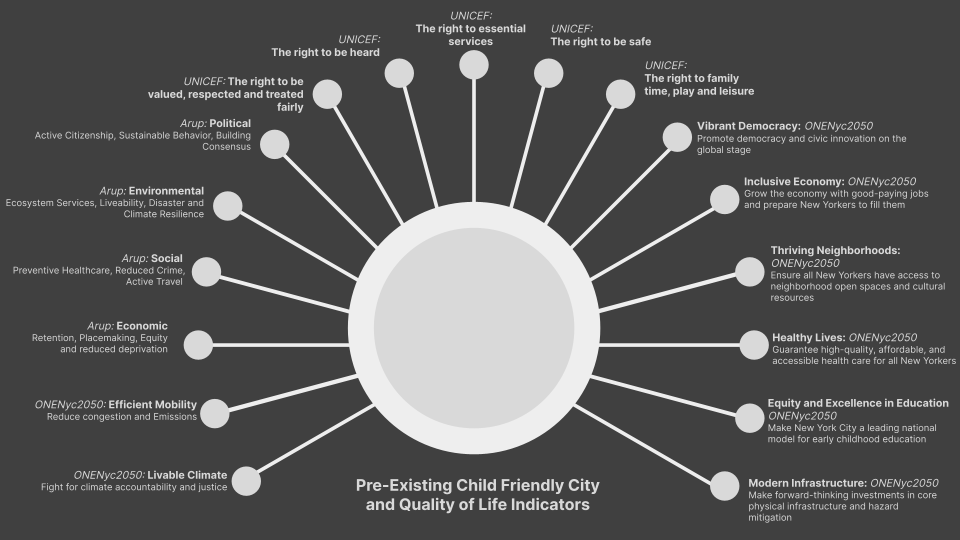 UNICEF:
The right to be heard
UNICEF:
The right to essential
services
UNICEF:
The right to be safe
UNICEF: The right to be
valued, respected and treated
fairly
UNICEF:
The right to family
time, play and leisure
Arup: Political
Active Citizenship, Sustainable Behavior, Building
Consensus
Vibrant Democracy: ONENyc2050
Promote democracy and civic innovation on the
global stage
Arup: Environmental
Ecosystem Services, Liveability, Disaster and
Climate Resilience
Inclusive Economy: ONENyc2050
Grow the economy with good-paying jobs
and prepare New Yorkers to fill them
Arup: Social
Preventive Healthcare, Reduced Crime,
Active Travel
Thriving Neighborhoods:
ONENyc2050
Ensure all New Yorkers have access to
neighborhood open spaces and cultural
resources
Arup: Economic
Retention, Placemaking, Equity
and reduced deprivation
Healthy Lives: ONENyc2050
Guarantee high-quality, affordable, and
accessible health care for all New Yorkers
ONENyc2050: Efficient Mobility
Reduce congestion and Emissions
Equity and Excellence in Education
ONENyc2050
Make New York City a leading national
model for early childhood education
ONENyc2050: Livable Climate
Fight for climate accountability and justice
Modern Infrastructure: ONENyc2050
Make forward-thinking investments in core
physical infrastructure and hazard
mitigation
Pre-Existing Child Friendly City
and Quality of Life Indicators